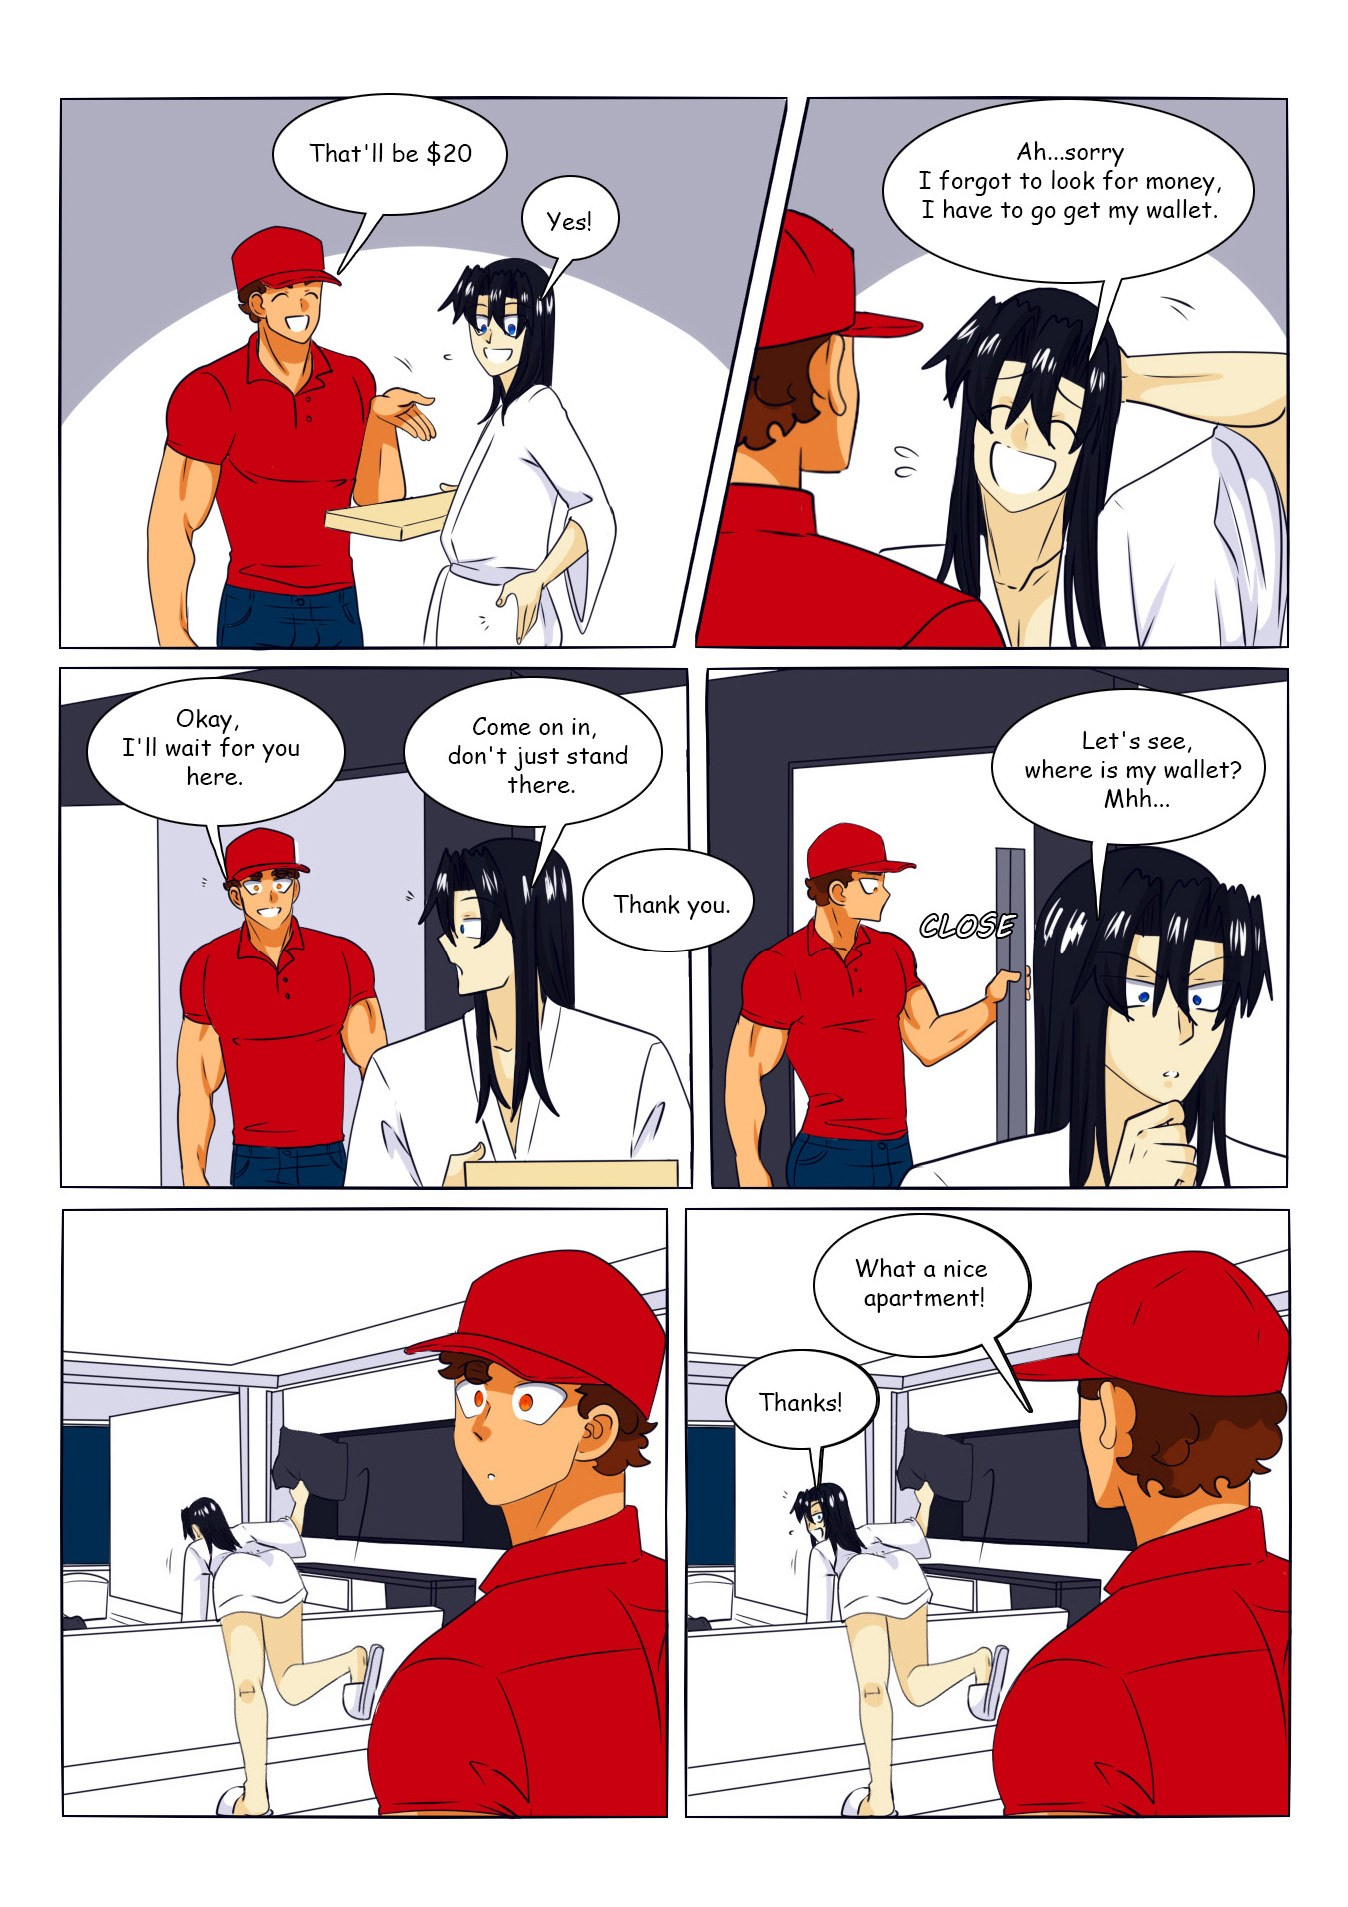 That'll be $20
Yes!
Ah...sorry
I forgot to look for money,
I have to go get my wallet.
Okay,
I'll wait for you
here.
Come on in,
don't just stand
there.
Thank you.
CLOSE
Let's see,
where is my wallet?
Mhh...
What a nice
apartment!
Thanks!